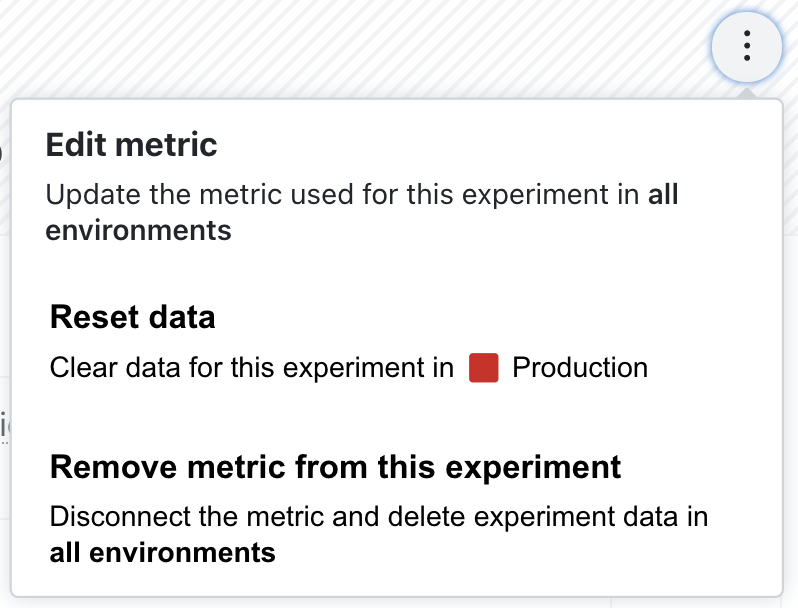 Edit metric
Update the metric used for this experiment in all
environments
Reset data
Clear data for this experiment in Production
Remove metric from this experiment
Disconnect the metric and delete experiment data in
all environments